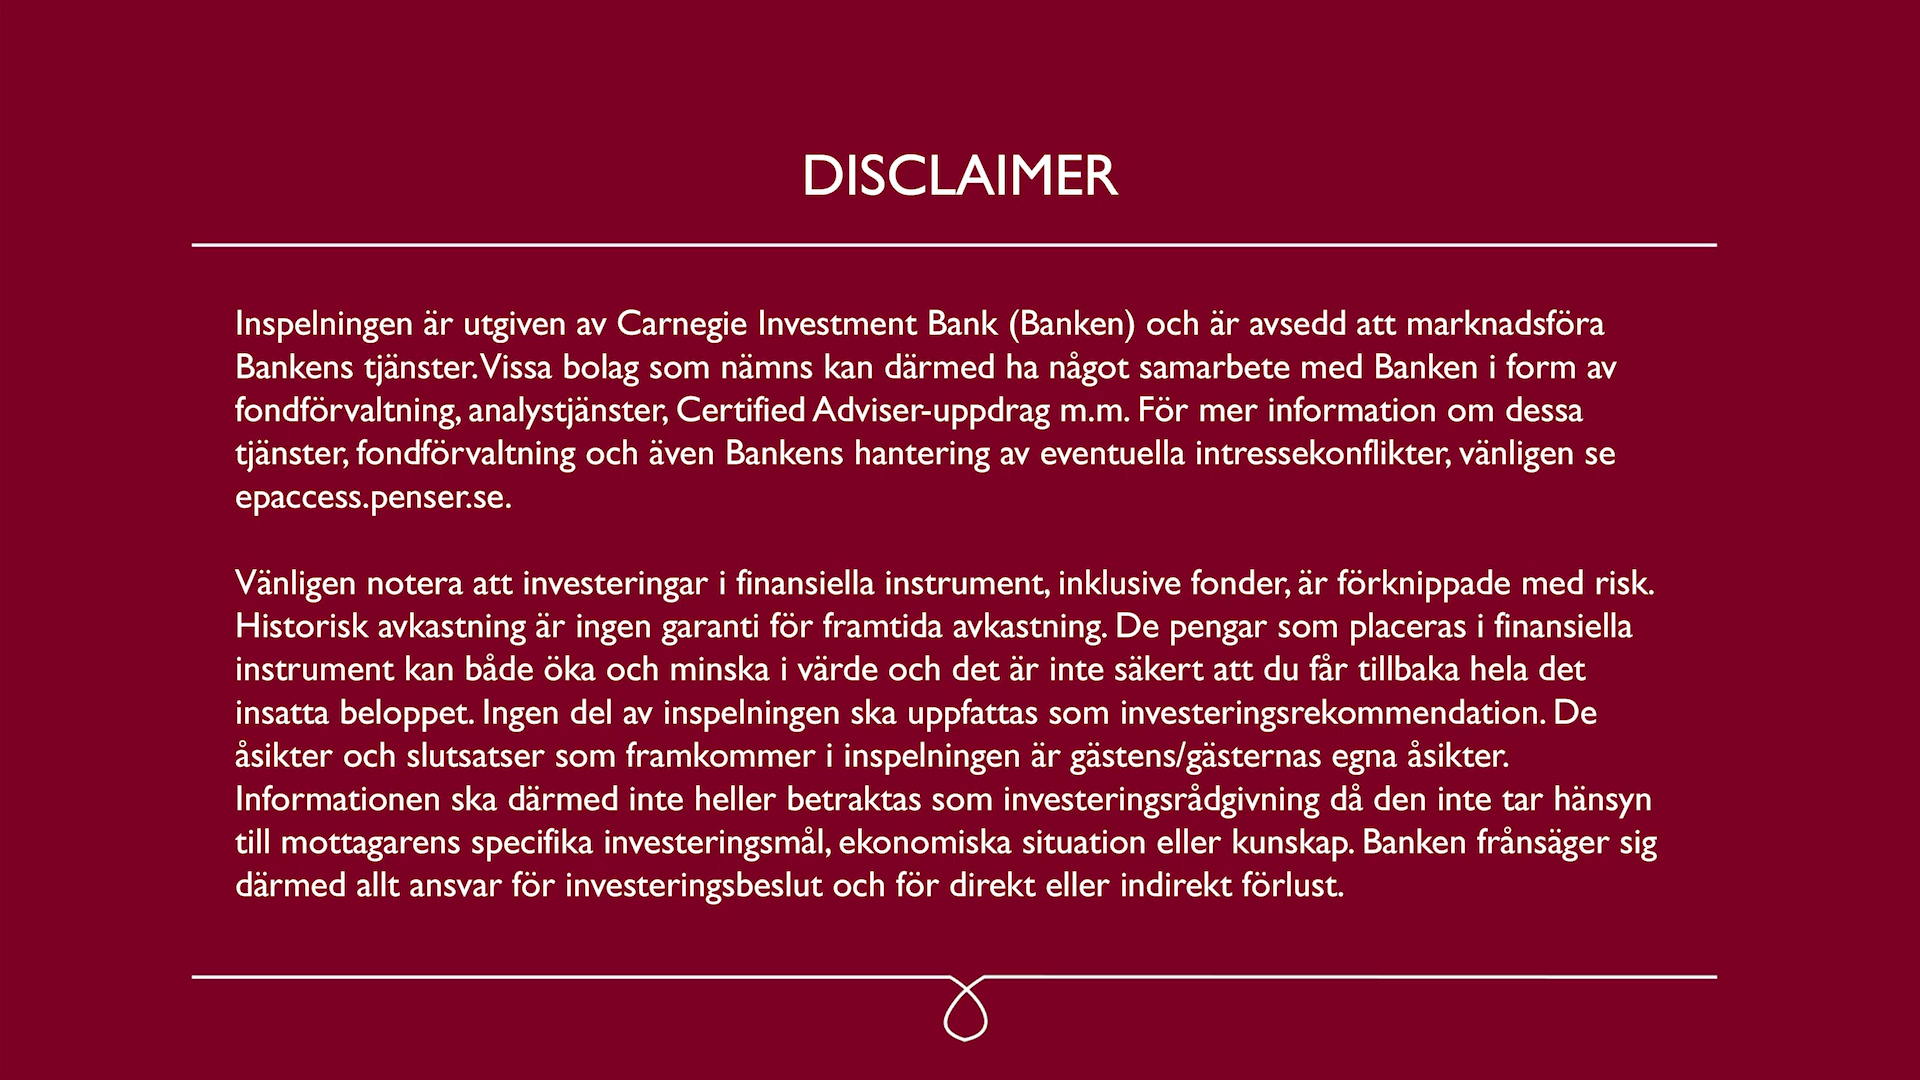 DISCLAIMER
Inspelningen är utgiven av Carnegie Investment Bank (Banken) och är avsedd att marknadsföra
Bankens tjänster. Vissa bolag som nämns kan därmed ha något samarbete med Banken i form av
fondförvaltning, analystjänster, Certified Adviser-uppdrag m.m. För mer information om dessa
tjänster, fondförvaltning och även Bankens hantering av eventuella intressekonflikter, vänligen se
epaccess.penser.se.
Vänligen notera att investeringar i finansiella instrument, inklusive fonder, är förknippade med risk.
Historisk avkastning är ingen garanti för framtida avkastning. De pengar som placeras i finansiella
instrument kan både öka och minska i värde och det är inte säkert att du får tillbaka hela det
insatta beloppet. Ingen del av inspelningen ska uppfattas som investeringsrekommendation. De
åsikter och slutsatser som framkommer i inspelningen är gästens/gästernas egna åsikter.
Informationen ska därmed inte heller betraktas som investeringsrådgivning då den inte tar hänsyn
till mottagarens specifika investeringsmål, ekonomiska situation eller kunskap. Banken frånsäger sig
därmed allt ansvar för investeringsbeslut och för direkt eller indirekt förlust.